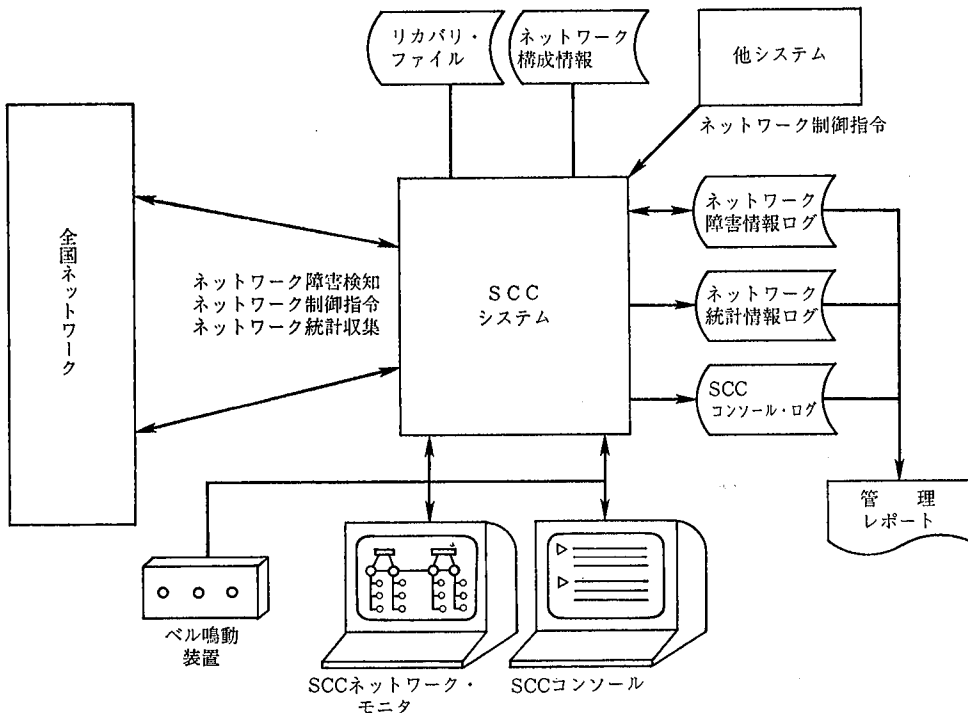 リカバリ・
ファイル
ネットワーク
構成情報
他システム
ネットワーク制御指令
全国ネットワーク
ネットワーク障害検知
ネットワーク制御指令
ネットワーク統計収集
SCC
システム
ネットワーク
障害情報ログ
ネットワーク
統計情報ログ
SCC
コンソール・ログ
管理
レポート
ベル鳴動
装置
SCCネットワーク・
モニタ
SCCコンソール